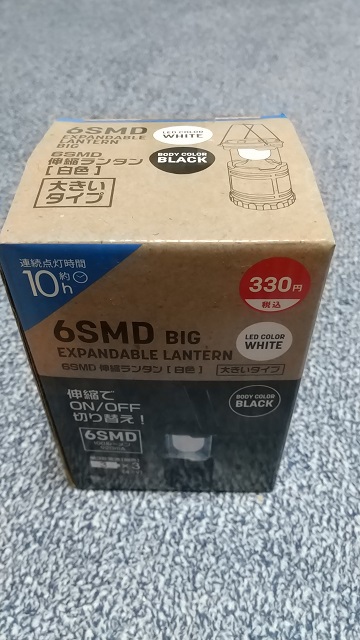 6SMD
EXPANDABLE
LANTERN
BIG
6SMD
伸縮ランタン
[白色]
大きい
タイプ
LED COLOR
WHITE
BODY COLOR
BLACK
連続点灯時間
約
10h
330円
税込
6SMD BIG
EXPANDABLE LANTERN
6SMD 伸縮ランタン [白色] 大きいタイプ
LED COLOR
WHITE
BODY COLOR
BLACK
伸縮で
ON/OFF
切り替え!
6SMD
×3